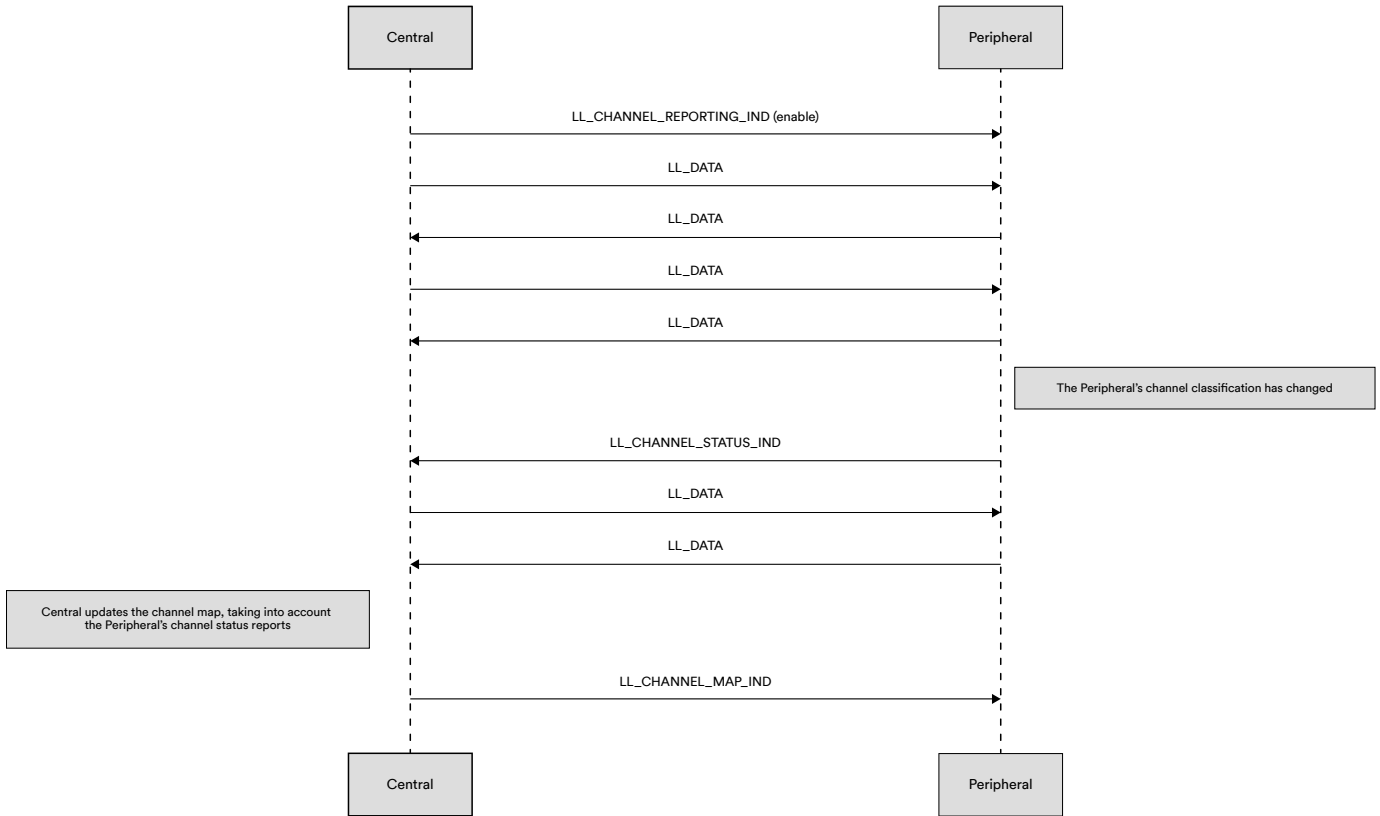 Central
Peripheral
LL_CHANNEL_REPORTING_IND (enable)
LL_DATA
LL_DATA
LL_DATA
LL_DATA
The Peripheral’s channel classification has changed
LL_CHANNEL_STATUS_IND
LL_DATA
LL_DATA
Central updates the channel map, taking into account
the Peripheral’s channel status reports
LL_CHANNEL_MAP_IND
Central
Peripheral